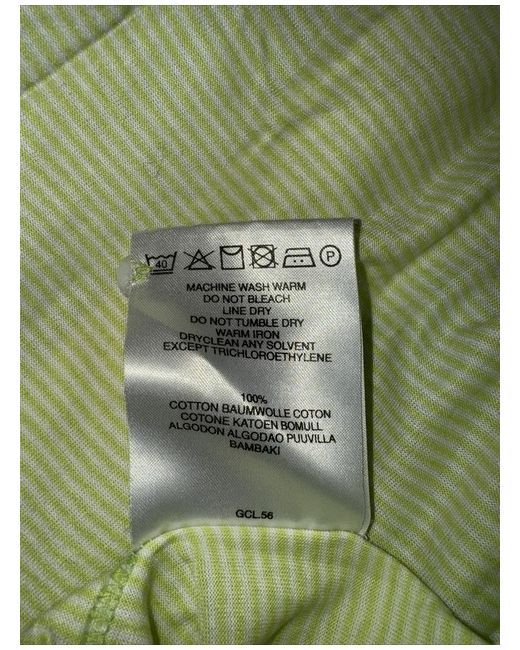 40 P
MACHINE WASH WARM
DO NOT BLEACH
LINE DRY
DO NOT TUMBLE DRY
WARM IRON
DRYCLEAN ANY SOLVENT
EXCEPT TRICHLOROETHYLENE
100%
COTTON BAUMWOLLE COTON
COTONE KATOEN BOMULL
ALGODON ALGODAO PUUVILLA
BAMBAKI
GCL.56